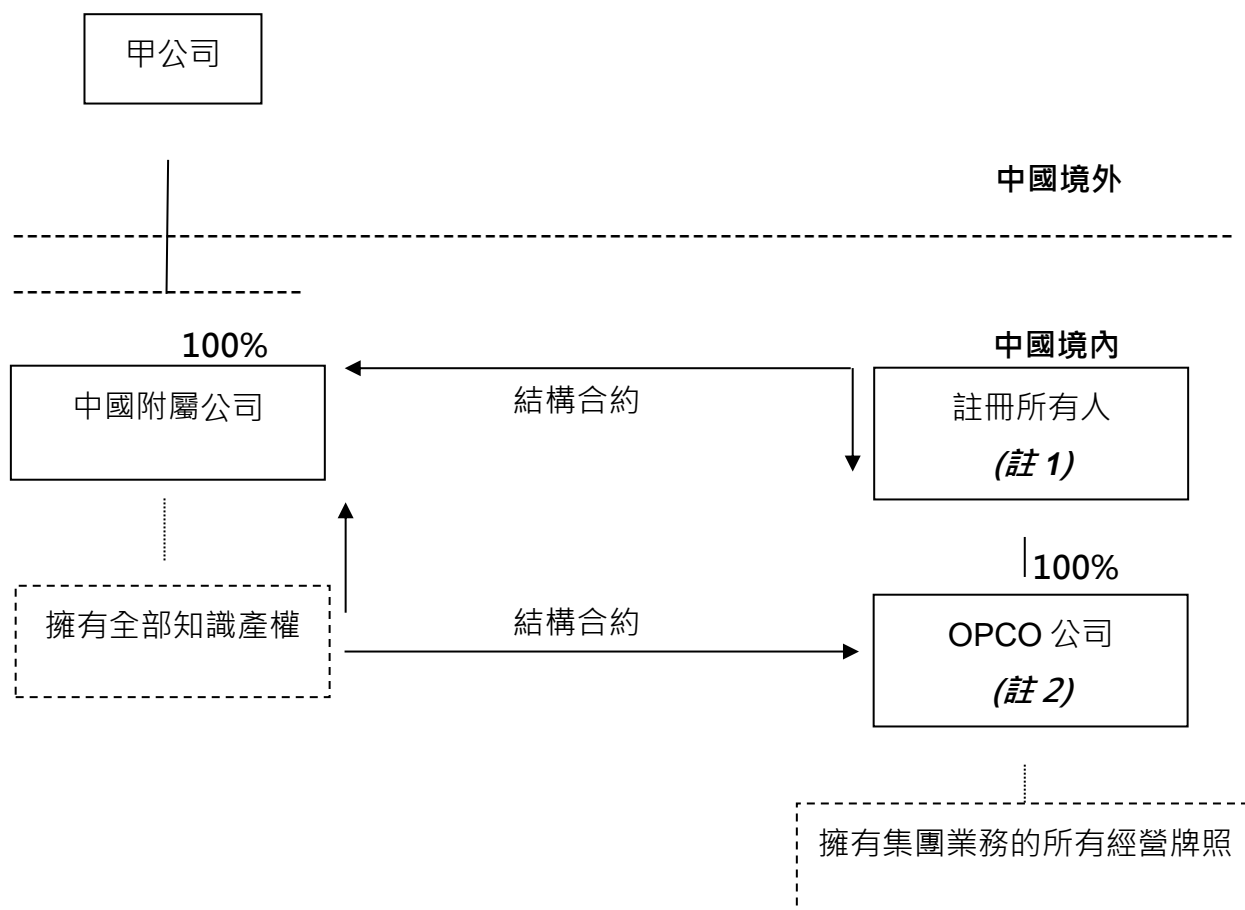 甲公司
中國境外
100%
中國境內
中國附屬公司
結構合約
註冊所有人
(註 1)
100%
擁有全部知識產權
結構合約
OPCO 公司
(註 2)
擁有集團業務的所有經營牌照